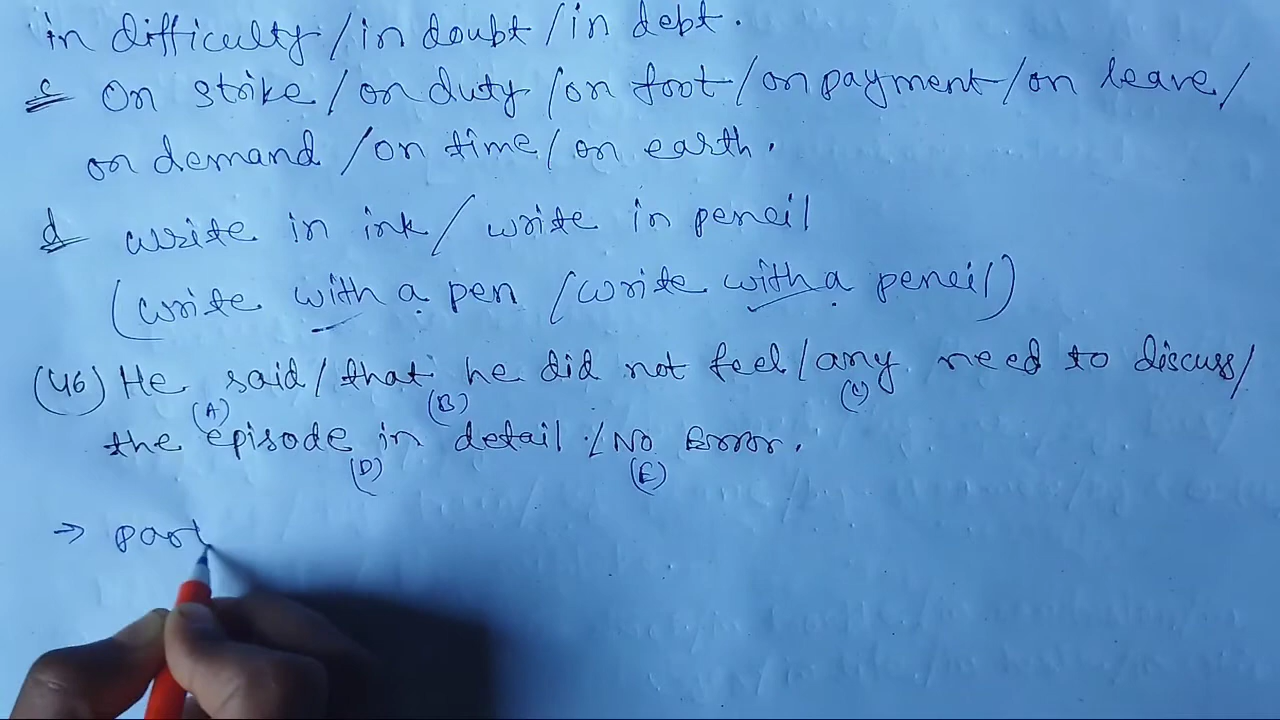 in difficulty/in doubt/in debt.
c On strike/on duty/on foot/on payment/on leave/
on demand/on time/on earth.
d write in ink/write in pencil
(write with a pen/write with a pencil)
(46) He said/that he did not feel/any need to discuss/
(A) (B) (C)
the episode in detail./No Error.
(D) (E)
→ part